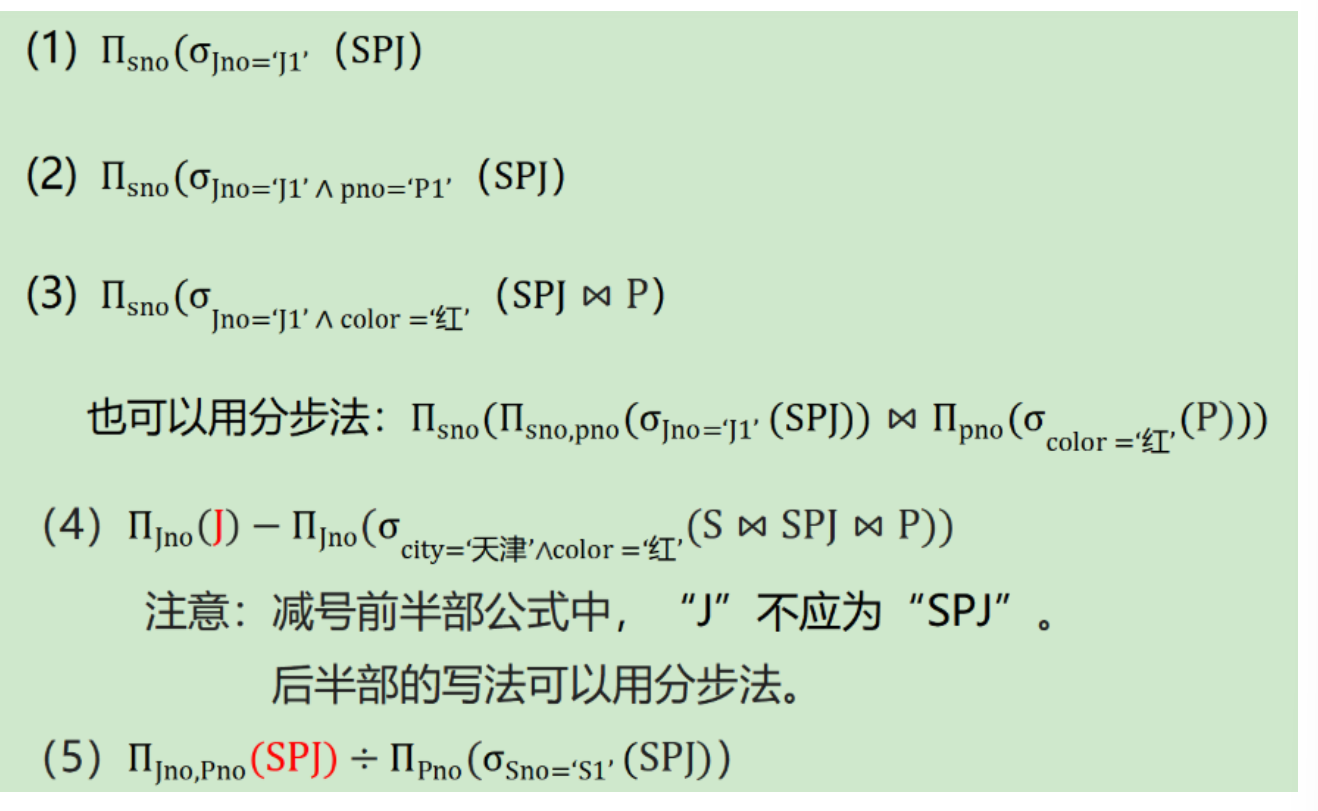 (1) Πsno(σJno=‘J1’（SPJ）
(2) Πsno(σJno=‘J1’∧pno=‘P1’（SPJ）
(3) Πsno(σJno=‘J1’∧color =‘红’（SPJ ⋈ P）
也可以用分步法：Πsno(Πsno,pno(σJno=‘J1’(SPJ)) ⋈ Πpno(σcolor =‘红’(P)))
(4) ΠJno(J) − ΠJno(σcity=‘天津’∧color =‘红’(S ⋈ SPJ ⋈ P))
注意：减号前半部公式中，“J”不应为“SPJ”。
后半部的写法可以用分步法。
(5) ΠJno,Pno(SPJ) ÷ ΠPno(σSno=‘S1’(SPJ))